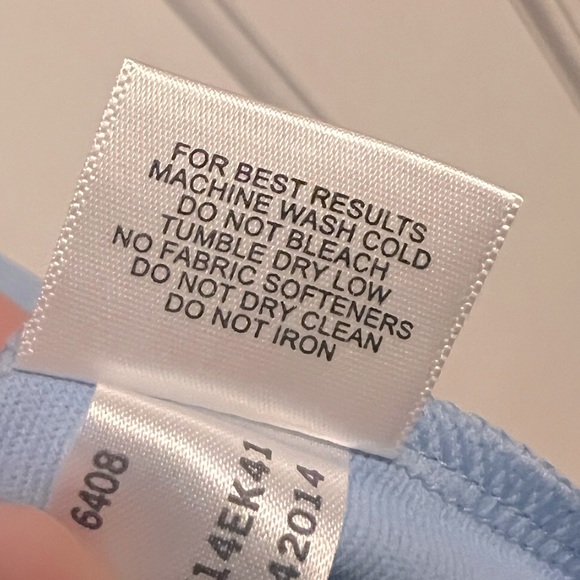 FOR BEST RESULTS
MACHINE WASH COLD
DO NOT BLEACH
TUMBLE DRY LOW
NO FABRIC SOFTENERS
DO NOT DRY CLEAN
DO NOT IRON
6408
14EK41
42014